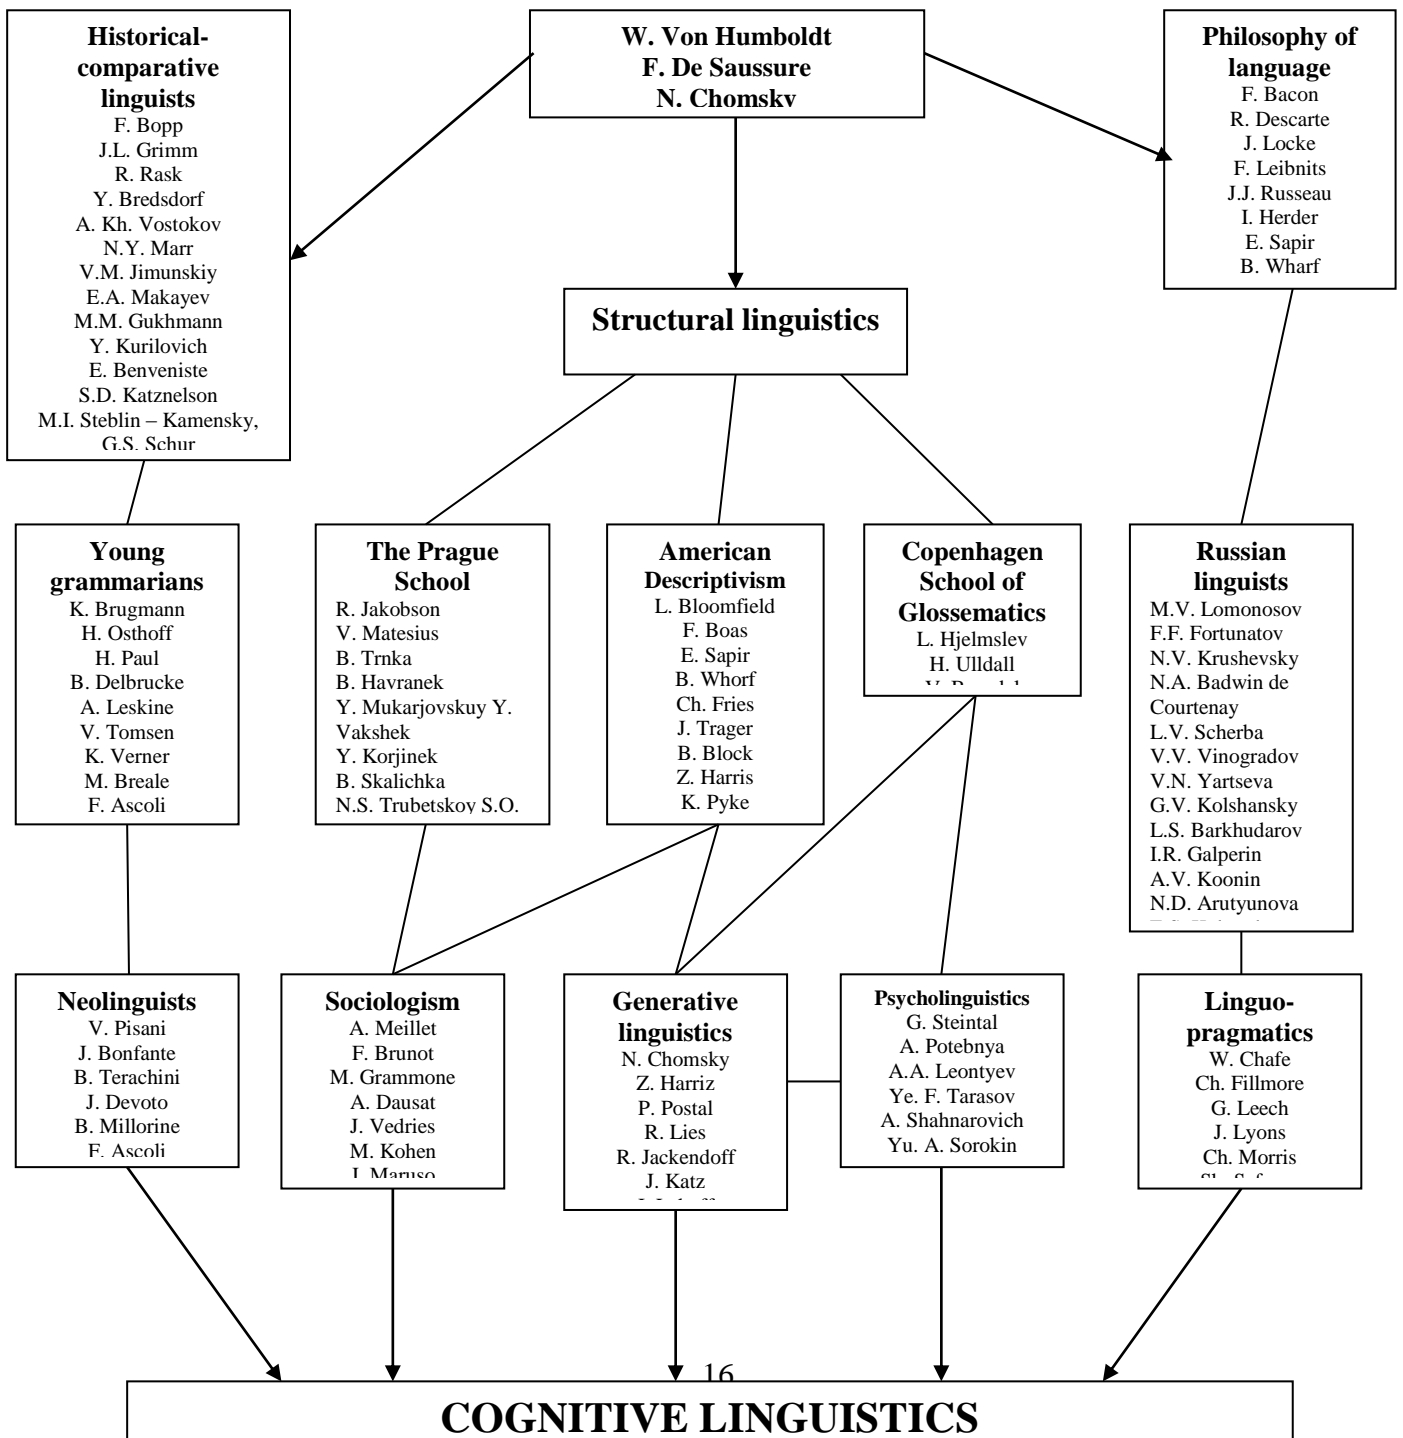 Historical-
comparative
linguists
F. Bopp
J.L. Grimm
R. Rask
Y. Bredsdorf
A. Kh. Vostokov
N.Y. Marr
V.M. Jimunskiy
E.A. Makayev
M.M. Gukhmann
Y. Kurilovich
E. Benveniste
S.D. Katznelson
M.I. Steblin – Kamensky,
G.S. Schur
W. Von Humboldt
F. De Saussure
N. Chomsky
Philosophy of
language
F. Bacon
R. Descarte
J. Locke
F. Leibnits
J.J. Russeau
I. Herder
E. Sapir
B. Wharf
Structural linguistics
Young
grammarians
K. Brugmann
H. Osthoff
H. Paul
B. Delbrucke
A. Leskine
V. Tomsen
K. Verner
M. Breale
F. Ascoli
The Prague
School
R. Jakobson
V. Matesius
B. Trnka
B. Havranek
Y. Mukarjovskuy Y.
Vakshek
Y. Korjinek
B. Skalichka
N.S. Trubetskoy S.O.
American
Descriptivism
L. Bloomfield
F. Boas
E. Sapir
B. Whorf
Ch. Fries
J. Trager
B. Block
Z. Harris
K. Pyke
Copenhagen
School of
Glossematics
L. Hjelmslev
H. Ulldall
Russian
linguists
M.V. Lomonosov
F.F. Fortunatov
N.V. Krushevsky
N.A. Badwin de
Courtenay
L.V. Scherba
V.V. Vinogradov
V.N. Yartseva
G.V. Kolshansky
L.S. Barkhudarov
I.R. Galperin
A.V. Koonin
N.D. Arutyunova
Neolinguists
V. Pisani
J. Bonfante
B. Terachini
J. Devoto
B. Millorine
F. Ascoli
Sociologism
A. Meillet
F. Brunot
M. Grammone
A. Dausat
J. Vedries
M. Kohen
J. Maruso
Generative
linguistics
N. Chomsky
Z. Harriz
P. Postal
R. Lies
R. Jackendoff
J. Katz
Psycholinguistics
G. Steintal
A. Potebnya
A.A. Leontyev
Ye. F. Tarasov
A. Shahnarovich
Yu. A. Sorokin
Linguo-
pragmatics
W. Chafe
Ch. Fillmore
G. Leech
J. Lyons
Ch. Morris
16
COGNITIVE LINGUISTICS